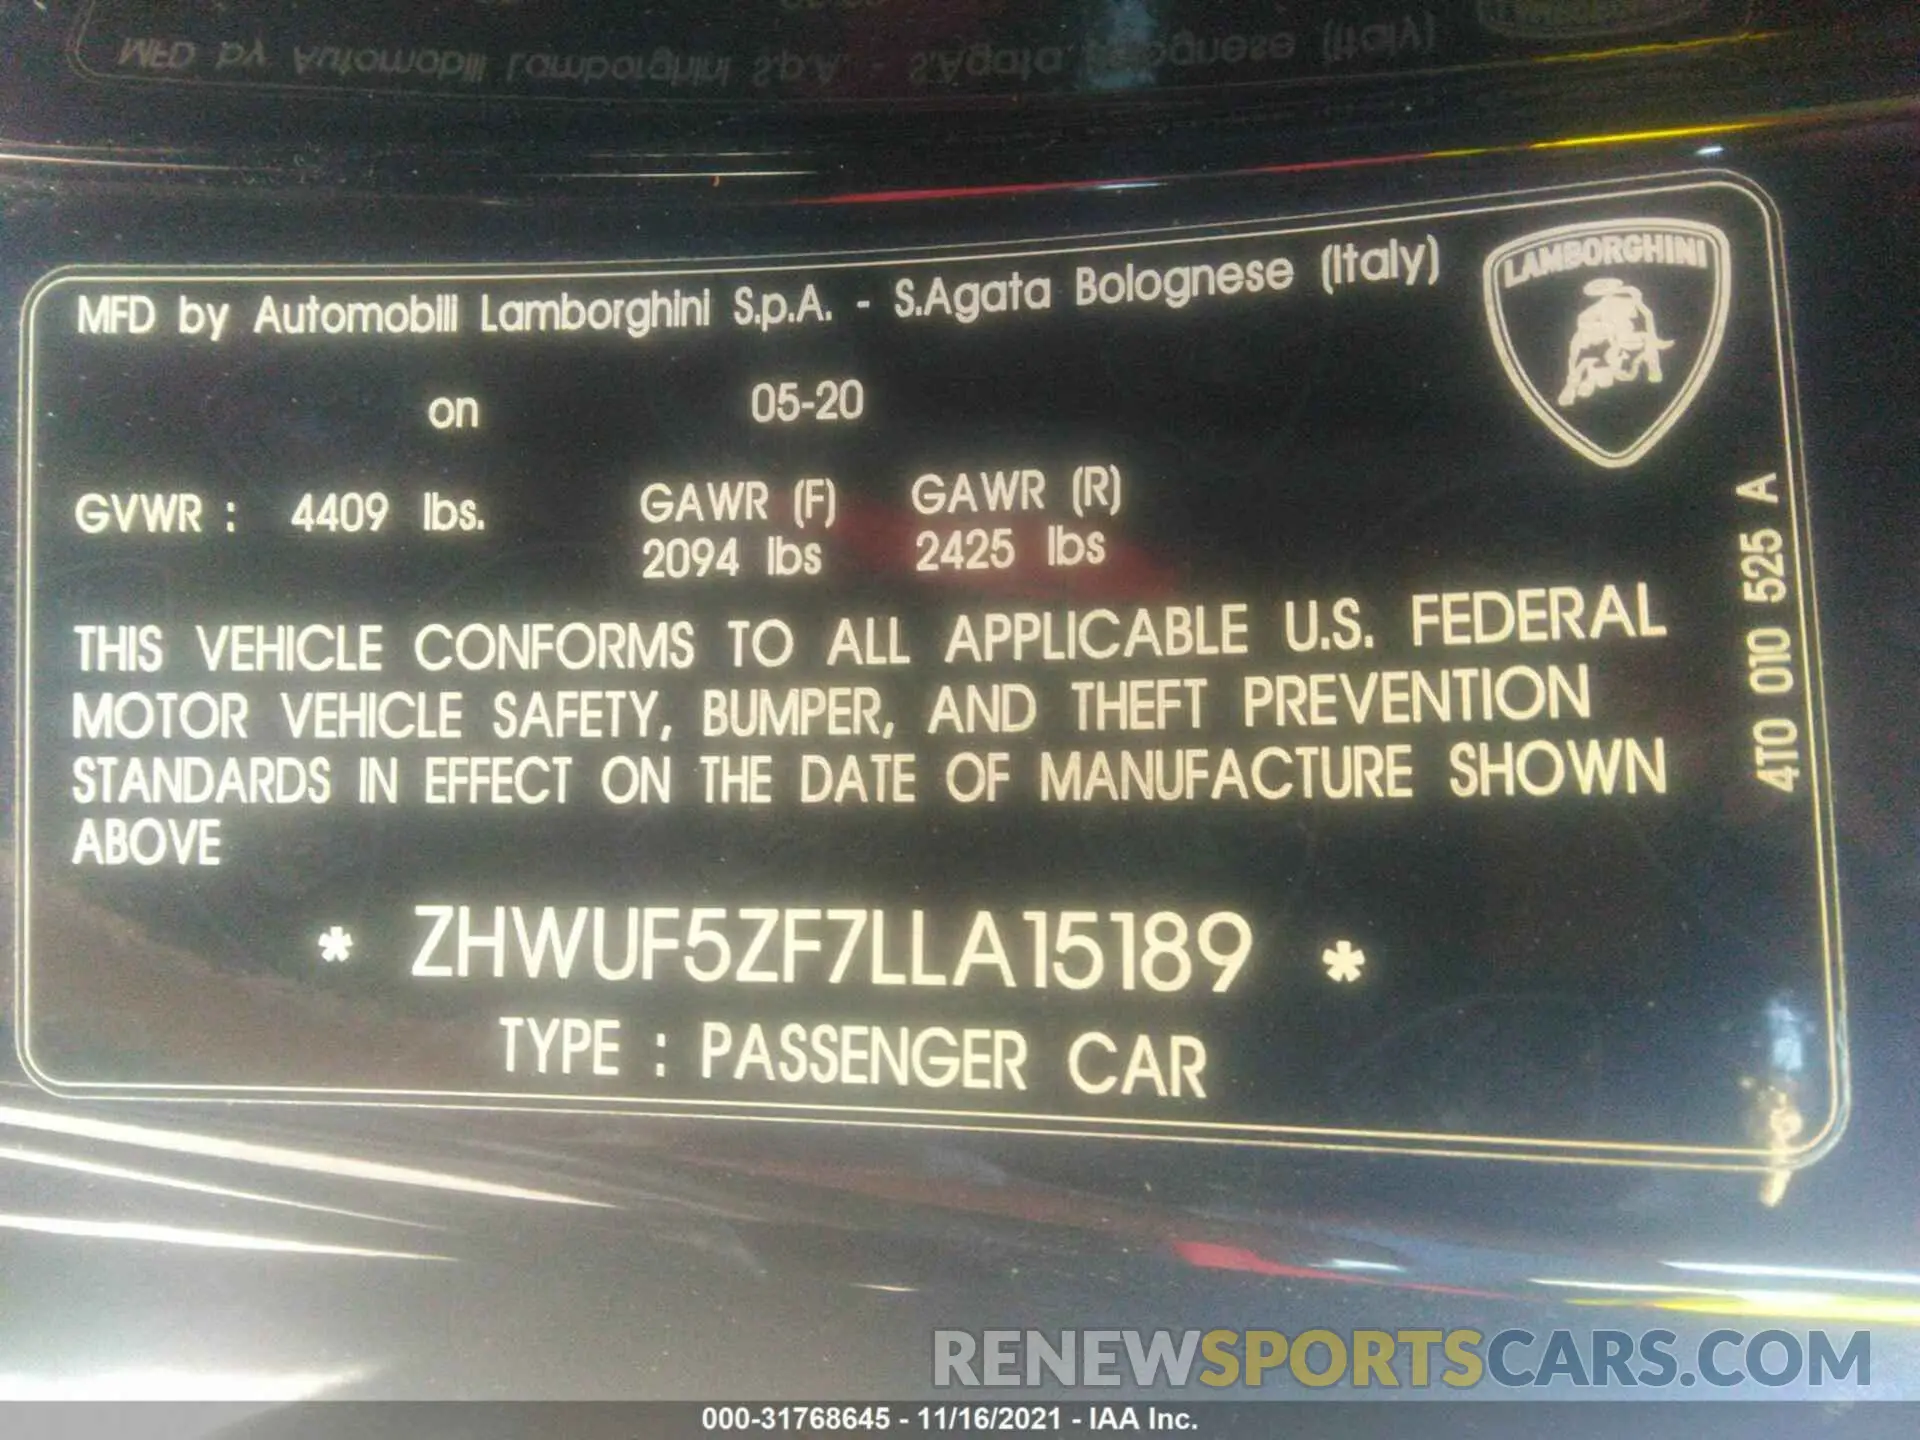 MFD by Automobili Lamborghini S.p.A. - S.Agata Bolognese (Italy)
LAMBORGHINI
on 05-20
GVWR : 4409 lbs. GAWR (F) GAWR (R)
2094 lbs 2425 lbs
THIS VEHICLE CONFORMS TO ALL APPLICABLE U.S. FEDERAL
MOTOR VEHICLE SAFETY, BUMPER, AND THEFT PREVENTION
STANDARDS IN EFFECT ON THE DATE OF MANUFACTURE SHOWN
ABOVE
* ZHWUF5ZF7LLA15189 *
TYPE : PASSENGER CAR
4T0 010 525 A
RENEWSPORTSCARS.COM
000-31768645 - 11/16/2021 - IAA Inc.